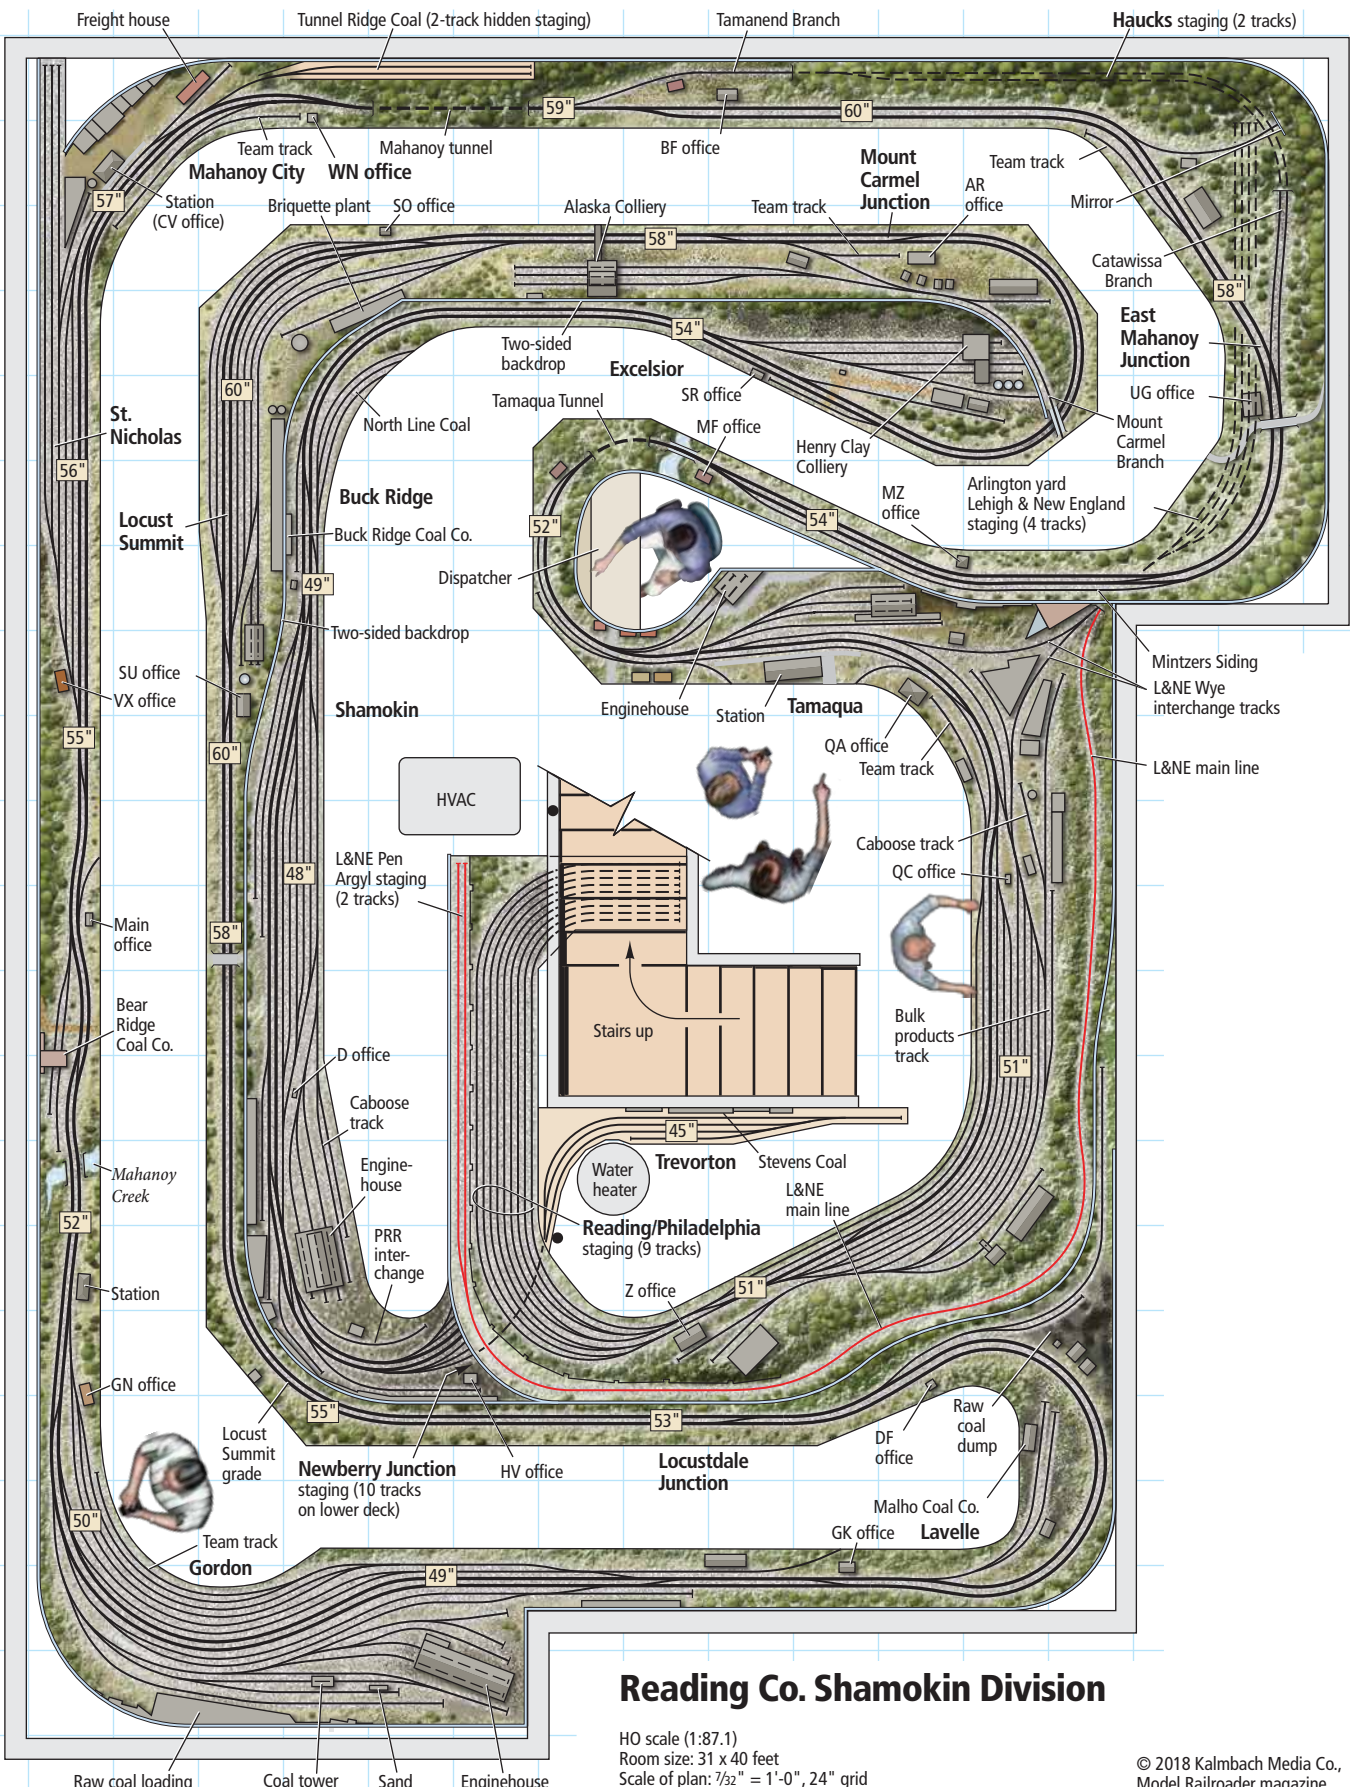 Freight house
Tunnel Ridge Coal (2-track hidden staging)
Tamanend Branch
Haucks staging (2 tracks)
59"
60"
Team track
Mahanoy City
WN office
Mahanoy tunnel
BF office
Mount
Carmel
Junction
Team track
57"
Station
(CV office)
Briquette plant
SO office
Alaska Colliery
Team track
AR
office
Mirror
58"
Catawissa
Branch
58"
54"
Two-sided
backdrop
Excelsior
SR office
East
Mahanoy
Junction
60"
Tamaqua Tunnel
MF office
UG office
St.
Nicholas
North Line Coal
Henry Clay
Colliery
Mount
Carmel
Branch
56"
Buck Ridge
MZ
office
Arlington yard
Lehigh & New England
staging (4 tracks)
Locust
Summit
Buck Ridge Coal Co.
52"
54"
49"
Dispatcher
Two-sided backdrop
SU office
VX office
Shamokin
Enginehouse
Station
Tamaqua
Mintzers Siding
L&NE Wye
interchange tracks
55"
60"
QA office
Team track
L&NE main line
HVAC
48"
L&NE Pen
Argyl staging
(2 tracks)
Caboose track
QC office
Main
office
58"
Bear
Ridge
Coal Co.
Stairs up
Bulk
products
track
D office
51"
Caboose
track
45"
Trevorton
Stevens Coal
Mahanoy
Creek
Engine-
house
Water
heater
L&NE
main line
52"
PRR
inter-
change
Reading/Philadelphia
staging (9 tracks)
Station
Z office
51"
GN office
55"
53"
Raw
coal
dump
Locust
Summit
grade
Newberry Junction
staging (10 tracks
on lower deck)
HV office
Locustdale
Junction
DF
office
Malho Coal Co.
50"
Team track
Gordon
GK office
Lavelle
49"
Reading Co. Shamokin Division
HO scale (1:87.1)
Room size: 31 x 40 feet
Scale of plan: 7/32" = 1'-0", 24" grid
Raw coal loading
Coal tower
Sand
Enginehouse
© 2018 Kalmbach Media Co.,
Model Railroader magazine